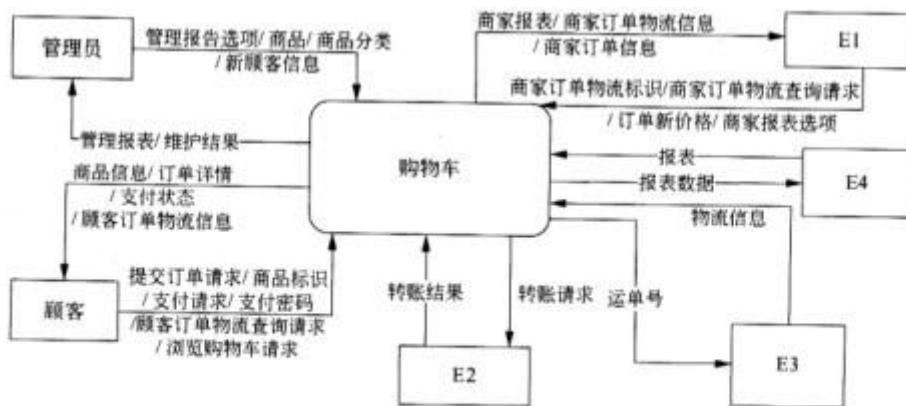 管理员
管理报告选项/ 商品/ 商品分类
/ 新顾客信息
商家报表/ 商家订单物流信息
/ 商家订单信息
E1
商家订单物流标识/商家订单物流查询请求
/ 订单新价格/ 商家报表选项
管理报表/ 维护结果
购物车
报表
报表数据
E4
物流信息
商品信息/ 订单详情
/ 支付状态
/ 顾客订单物流信息
顾客
提交订单请求/ 商品标识
/ 支付请求/ 支付密码
/顾客订单物流查询请求
/ 浏览购物车请求
转账结果
转账请求
运单号
E2
E3